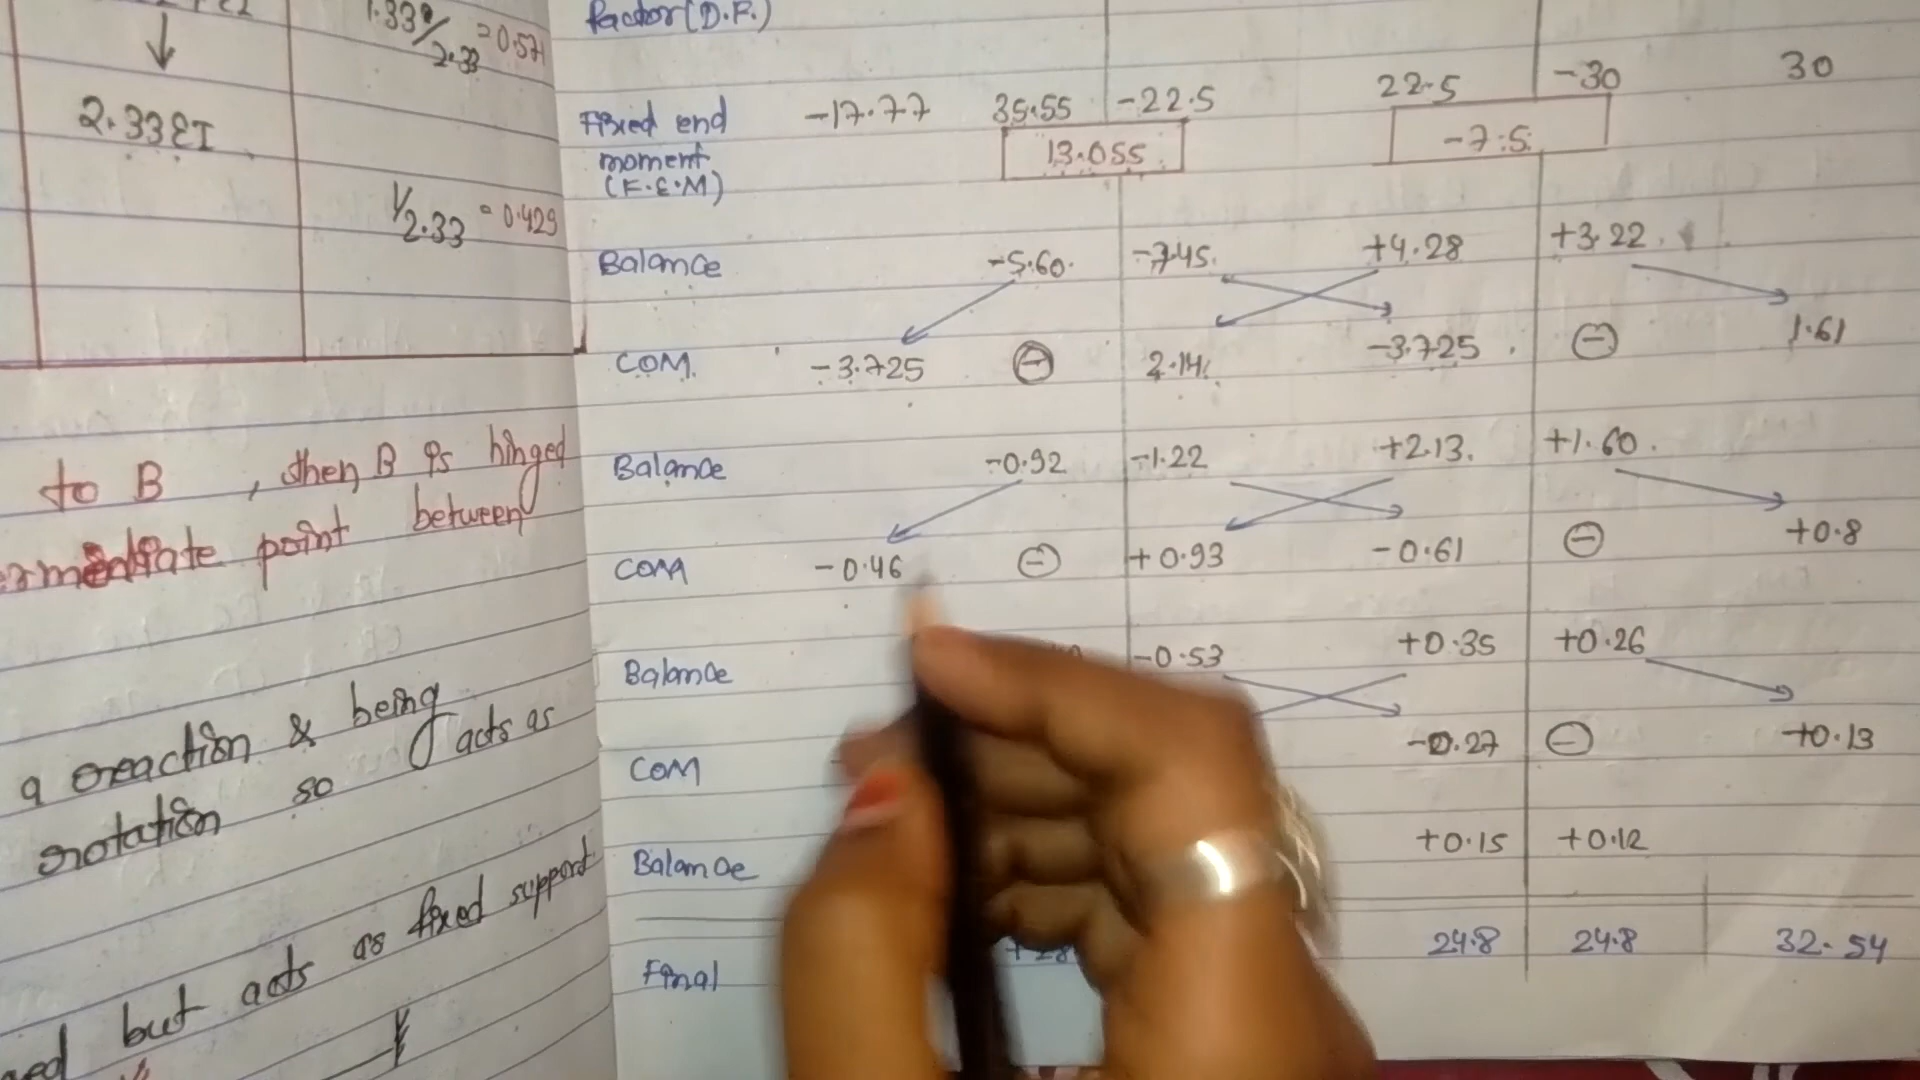 2.33EI
1.33/2.33 = 0.571
1/2.33 = 0.429
to B , then B is hinged
point between
a reaction & being
rotation so acts as
but acts as fixed support
factor (D.F.)
Fixed end moment (F.E.M) -17.77 35.55 -22.5 22.5 -30 30
13.055 -7.5
Balance -5.60 -7.45 +4.28 +3.22
COM -3.725 - 2.14 -3.725 - 1.61
Balance -0.92 -1.22 +2.13 +1.60
COM -0.46 - +0.93 -0.61 - +0.8
Balance -0.53 +0.35 +0.26
COM -0.27 - +0.13
Balance +0.15 +0.12
Final 24.8 24.8 32.54